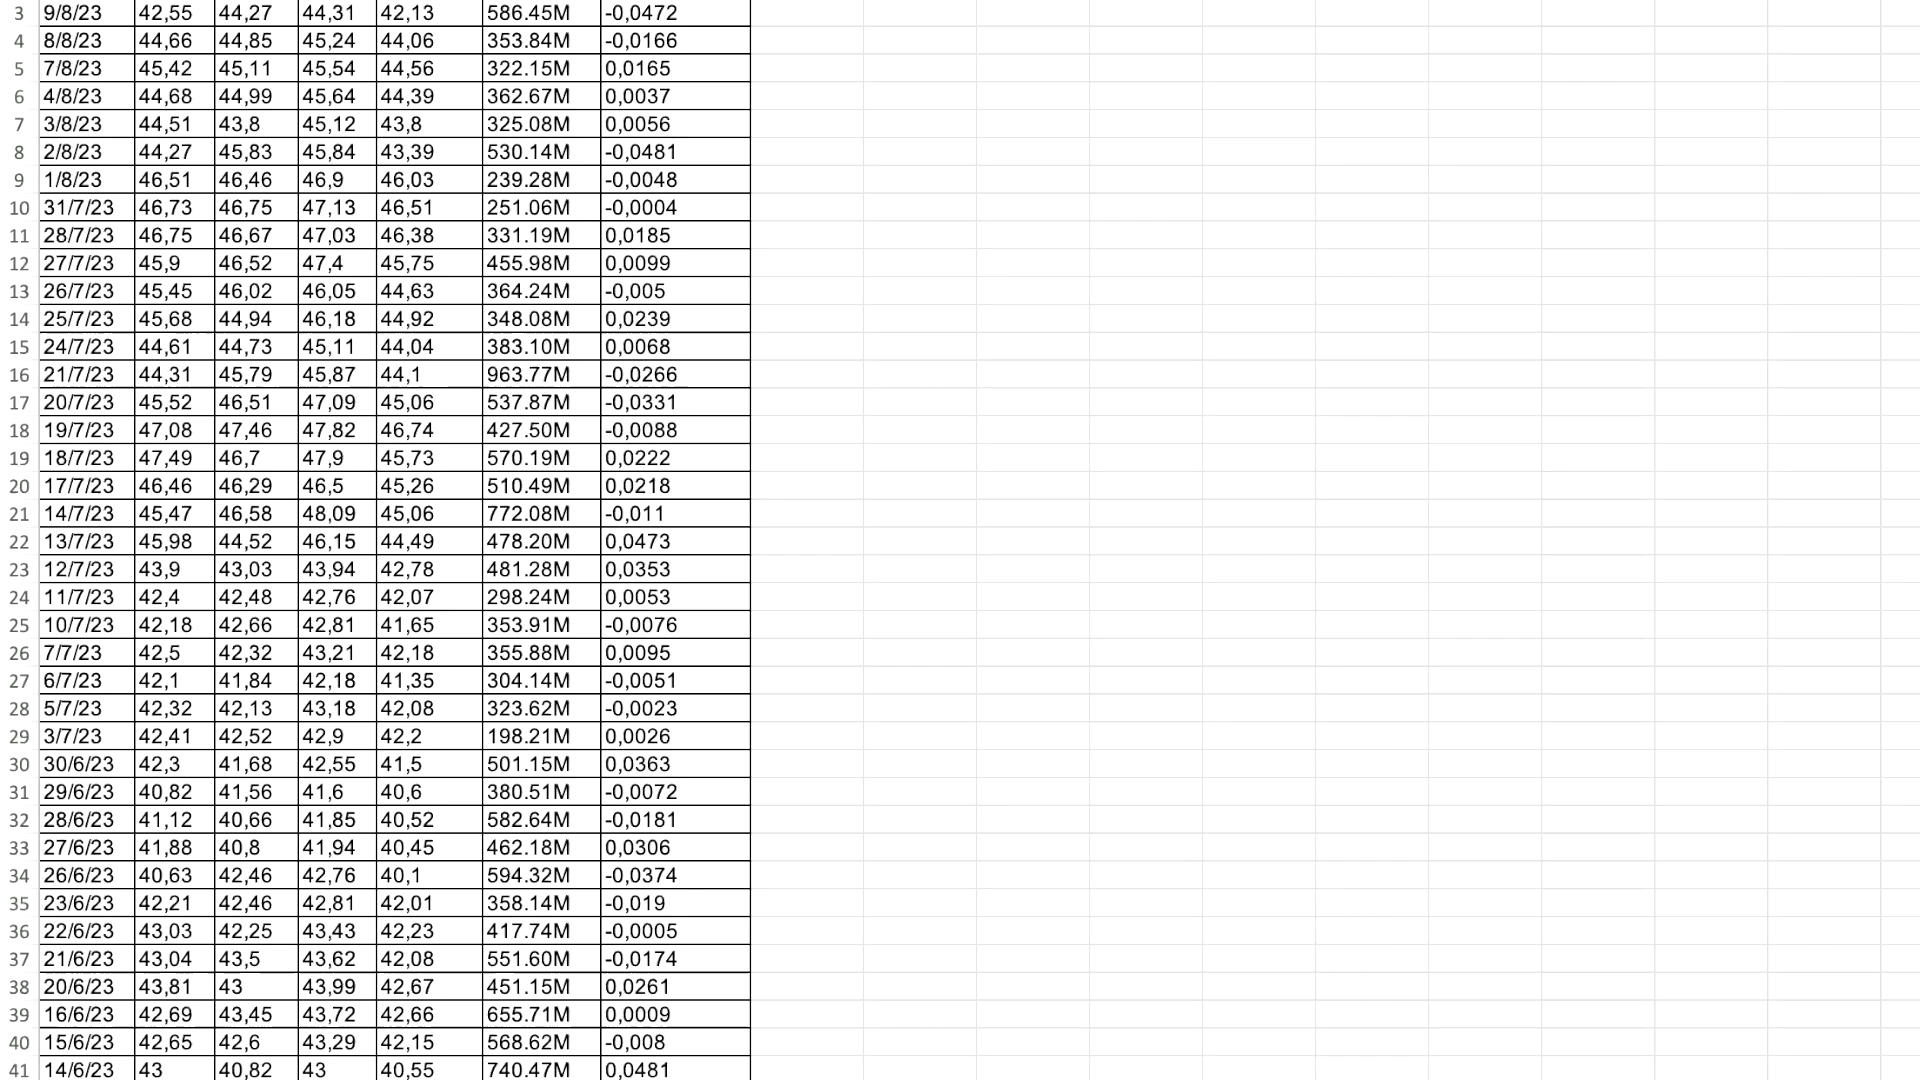 3 9/8/23 42,55 44,27 44,31 42,13 586.45M -0,0472
4 8/8/23 44,66 44,85 45,24 44,06 353.84M -0,0166
5 7/8/23 45,42 45,11 45,54 44,56 322.15M 0,0165
6 4/8/23 44,68 44,99 45,64 44,39 362.67M 0,0037
7 3/8/23 44,51 43,8 45,12 43,8 325.08M 0,0056
8 2/8/23 44,27 45,83 45,84 43,39 530.14M -0,0481
9 1/8/23 46,51 46,46 46,9 46,03 239.28M -0,0048
10 31/7/23 46,73 46,75 47,13 46,51 251.06M -0,0004
11 28/7/23 46,75 46,67 47,03 46,38 331.19M 0,0185
12 27/7/23 45,9 46,52 47,4 45,75 455.98M 0,0099
13 26/7/23 45,45 46,02 46,05 44,63 364.24M -0,005
14 25/7/23 45,68 44,94 46,18 44,92 348.08M 0,0239
15 24/7/23 44,61 44,73 45,11 44,04 383.10M 0,0068
16 21/7/23 44,31 45,79 45,87 44,1 963.77M -0,0266
17 20/7/23 45,52 46,51 47,09 45,06 537.87M -0,0331
18 19/7/23 47,08 47,46 47,82 46,74 427.50M -0,0088
19 18/7/23 47,49 46,7 47,9 45,73 570.19M 0,0222
20 17/7/23 46,46 46,29 46,5 45,26 510.49M 0,0218
21 14/7/23 45,47 46,58 48,09 45,06 772.08M -0,011
22 13/7/23 45,98 44,52 46,15 44,49 478.20M 0,0473
23 12/7/23 43,9 43,03 43,94 42,78 481.28M 0,0353
24 11/7/23 42,4 42,48 42,76 42,07 298.24M 0,0053
25 10/7/23 42,18 42,66 42,81 41,65 353.91M -0,0076
26 7/7/23 42,5 42,32 43,21 42,18 355.88M 0,0095
27 6/7/23 42,1 41,84 42,18 41,35 304.14M -0,0051
28 5/7/23 42,32 42,13 43,18 42,08 323.62M -0,0023
29 3/7/23 42,41 42,52 42,9 42,2 198.21M 0,0026
30 30/6/23 42,3 41,68 42,55 41,5 501.15M 0,0363
31 29/6/23 40,82 41,56 41,6 40,6 380.51M -0,0072
32 28/6/23 41,12 40,66 41,85 40,52 582.64M -0,0181
33 27/6/23 41,88 40,8 41,94 40,45 462.18M 0,0306
34 26/6/23 40,63 42,46 42,76 40,1 594.32M -0,0374
35 23/6/23 42,21 42,46 42,81 42,01 358.14M -0,019
36 22/6/23 43,03 42,25 43,43 42,23 417.74M -0,0005
37 21/6/23 43,04 43,5 43,62 42,08 551.60M -0,0174
38 20/6/23 43,81 43 43,99 42,67 451.15M 0,0261
39 16/6/23 42,69 43,45 43,72 42,66 655.71M 0,0009
40 15/6/23 42,65 42,6 43,29 42,15 568.62M -0,008
41 14/6/23 43 40,82 43 40,55 740.47M 0,0481